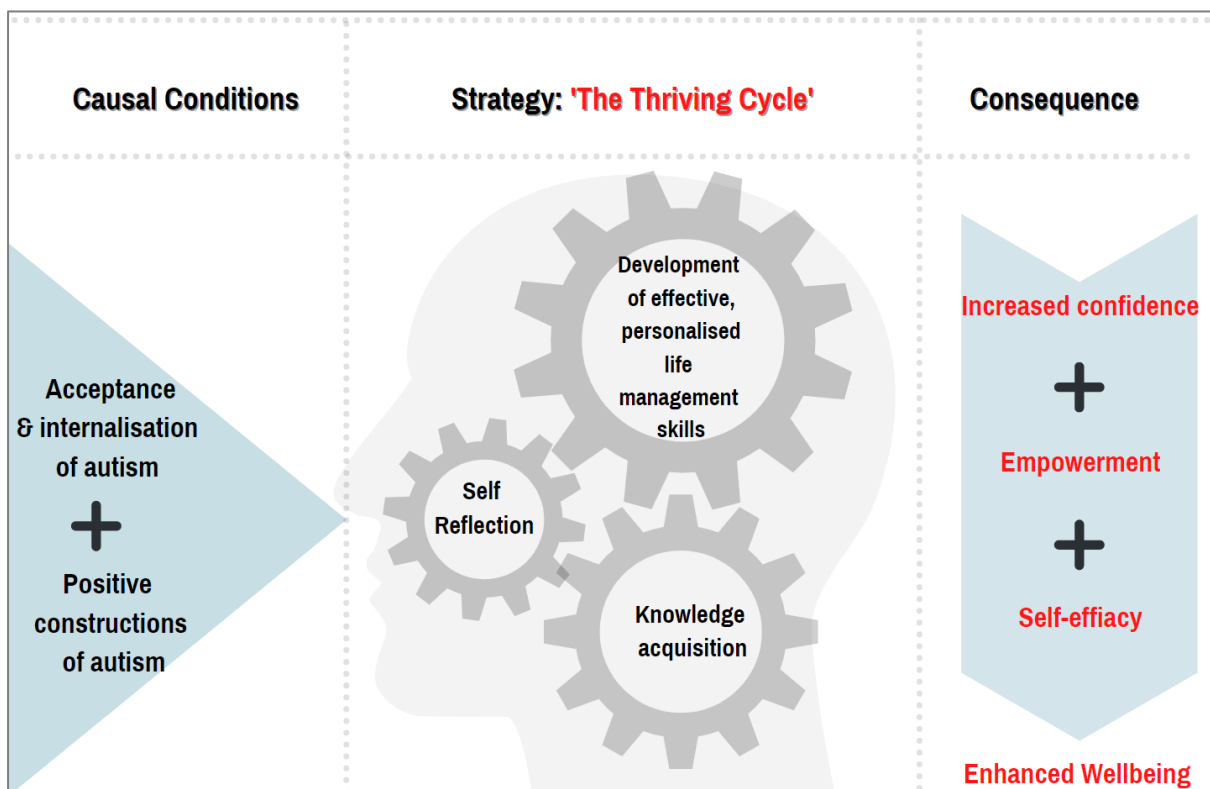 Causal Conditions
Strategy: 'The Thriving Cycle'
Consequence
Acceptance
& internalisation
of autism
+
Positive
constructions
of autism
Self
Reflection
Development
of effective,
personalised
life
management
skills
Knowledge
acquisition
Increased confidence
+
Empowerment
+
Self-effiacy
Enhanced Wellbeing